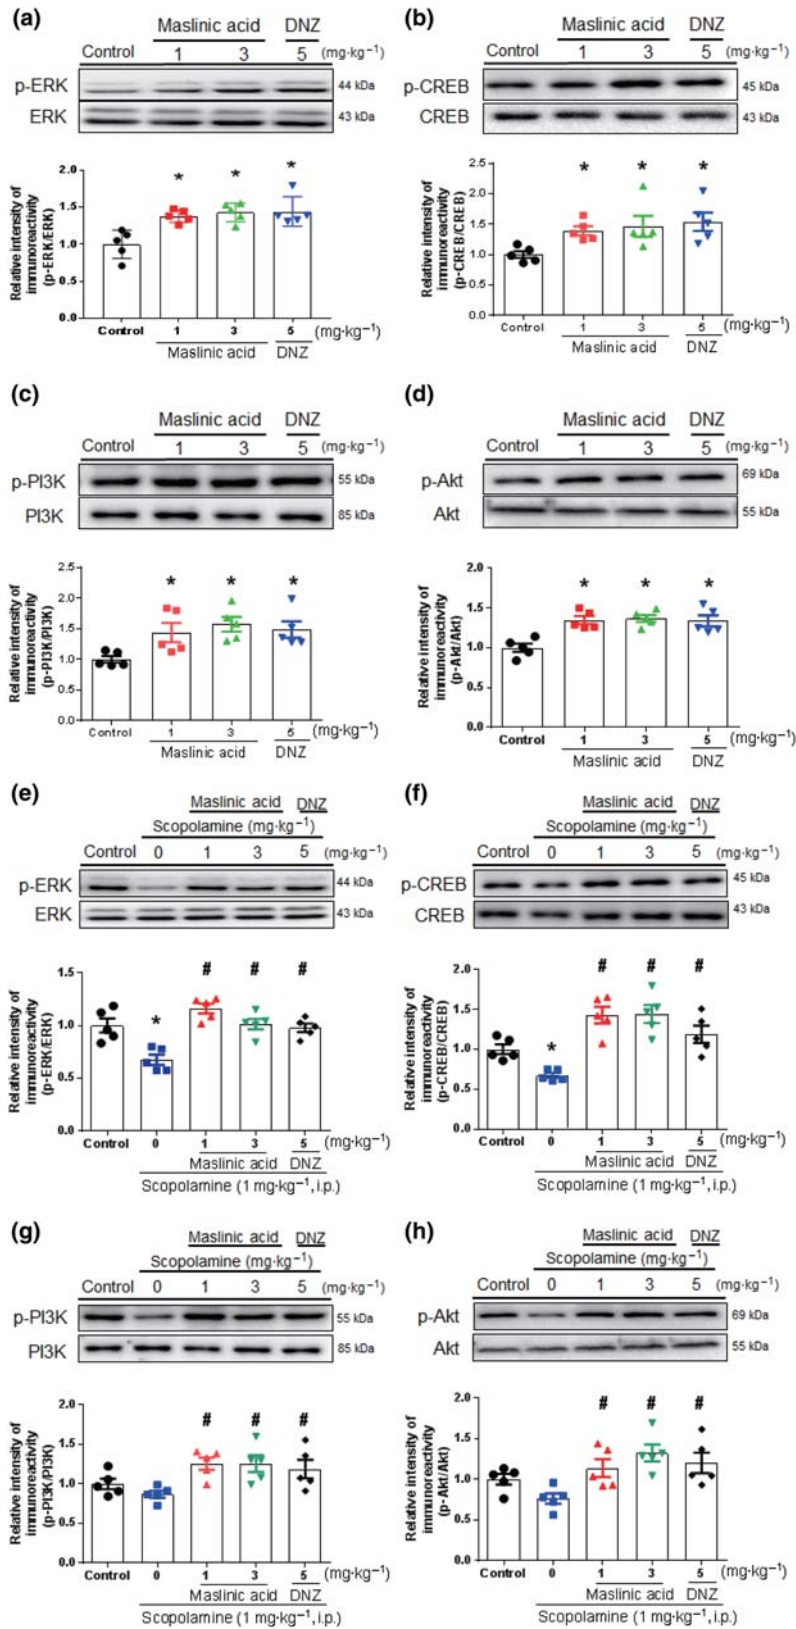 (a)
Maslinic acid DNZ
Control 1 3 5 (mg·kg⁻¹)
p-ERK 44 kDa
ERK 43 kDa
Relative intensity of
immunoreactivity
(p-ERK/ERK)
2.0
1.5
1.0
0.5
0.0
* * *
Control 1 3 5 (mg·kg⁻¹)
Maslinic acid DNZ
(b)
Maslinic acid DNZ
Control 1 3 5 (mg·kg⁻¹)
p-CREB 45 kDa
CREB 43 kDa
Relative intensity of
immunoreactivity
(p-CREB/CREB)
2.5
2.0
1.5
1.0
0.5
0.0
* * *
Control 1 3 5 (mg·kg⁻¹)
Maslinic acid DNZ
(c)
Maslinic acid DNZ
Control 1 3 5 (mg·kg⁻¹)
p-PI3K 55 kDa
PI3K 85 kDa
Relative intensity of
immunoreactivity
(p-PI3K/PI3K)
2.5
2.0
1.5
1.0
0.5
0.0
* * *
Control 1 3 5 (mg·kg⁻¹)
Maslinic acid DNZ
(d)
Maslinic acid DNZ
Control 1 3 5 (mg·kg⁻¹)
p-Akt 69 kDa
Akt 55 kDa
Relative intensity of
immunoreactivity
(p-Akt/Akt)
2.0
1.5
1.0
0.5
0.0
* * *
Control 1 3 5 (mg·kg⁻¹)
Maslinic acid DNZ
(e)
Maslinic acid DNZ
Scopolamine (mg·kg⁻¹)
Control 0 1 3 5 (mg·kg⁻¹)
p-ERK 44 kDa
ERK 43 kDa
Relative intensity of
immunoreactivity
(p-ERK/ERK)
1.5
1.0
0.5
0.0
* # # #
Control 0 1 3 5 (mg·kg⁻¹)
Maslinic acid DNZ
Scopolamine (1 mg·kg⁻¹, i.p.)
(f)
Maslinic acid DNZ
Scopolamine (mg·kg⁻¹)
Control 0 1 3 5 (mg·kg⁻¹)
p-CREB 45 kDa
CREB 43 kDa
Relative intensity of
immunoreactivity
(p-CREB/CREB)
2.0
1.5
1.0
0.5
0.0
* # # #
Control 0 1 3 5 (mg·kg⁻¹)
Maslinic acid DNZ
Scopolamine (1 mg·kg⁻¹, i.p.)
(g)
Maslinic acid DNZ
Scopolamine (mg·kg⁻¹)
Control 0 1 3 5 (mg·kg⁻¹)
p-PI3K 55 kDa
PI3K 85 kDa
Relative intensity of
immunoreactivity
(p-PI3K/PI3K)
2.0
1.5
1.0
0.5
0.0
# # #
Control 0 1 3 5 (mg·kg⁻¹)
Maslinic acid DNZ
Scopolamine (1 mg·kg⁻¹, i.p.)
(h)
Maslinic acid DNZ
Scopolamine (mg·kg⁻¹)
Control 0 1 3 5 (mg·kg⁻¹)
p-Akt 69 kDa
Akt 55 kDa
Relative intensity of
immunoreactivity
(p-Akt/Akt)
2.0
1.5
1.0
0.5
0.0
# # #
Control 0 1 3 5 (mg·kg⁻¹)
Maslinic acid DNZ
Scopolamine (1 mg·kg⁻¹, i.p.)